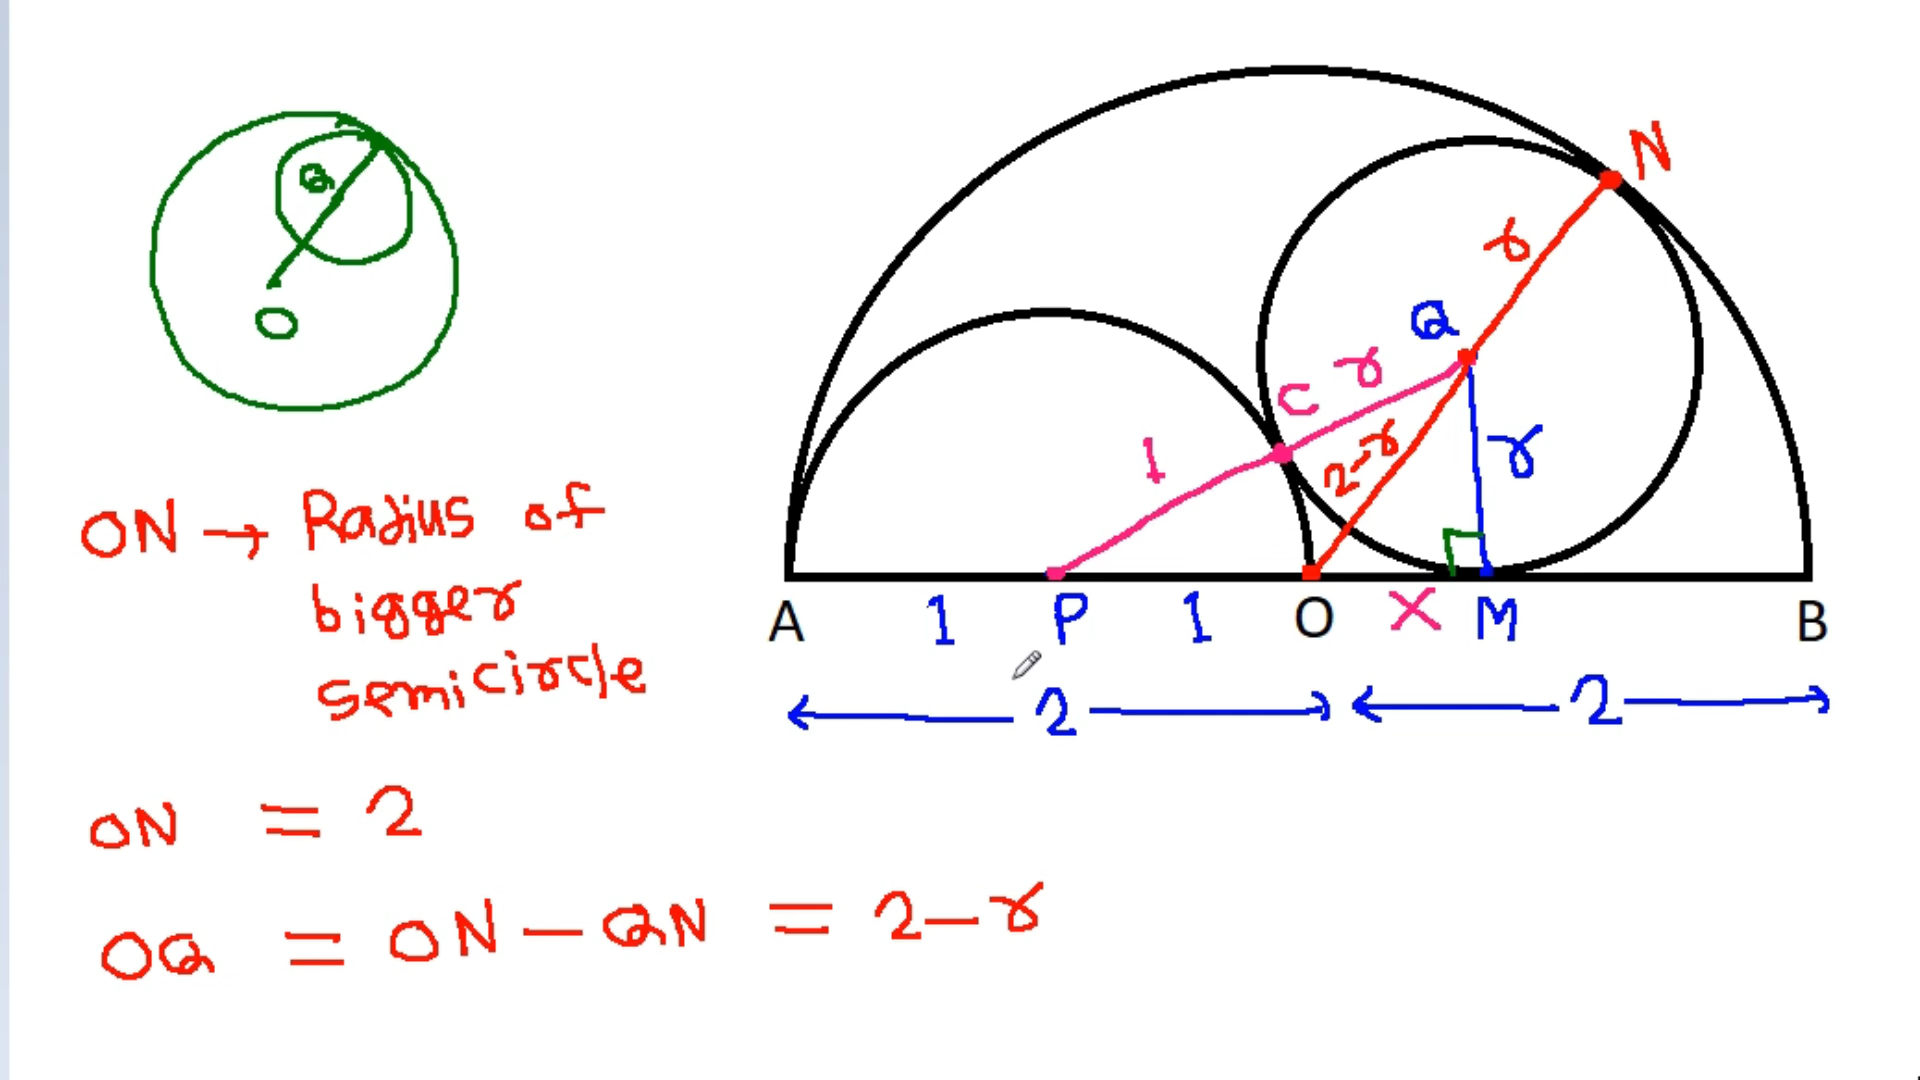 Q
O
ON → Radius of
bigger
semicircle
ON = 2
OQ = ON - QN = 2-r
N
r
Q
C r
1
2-r
r
A 1 P 1 O X M B
2 2